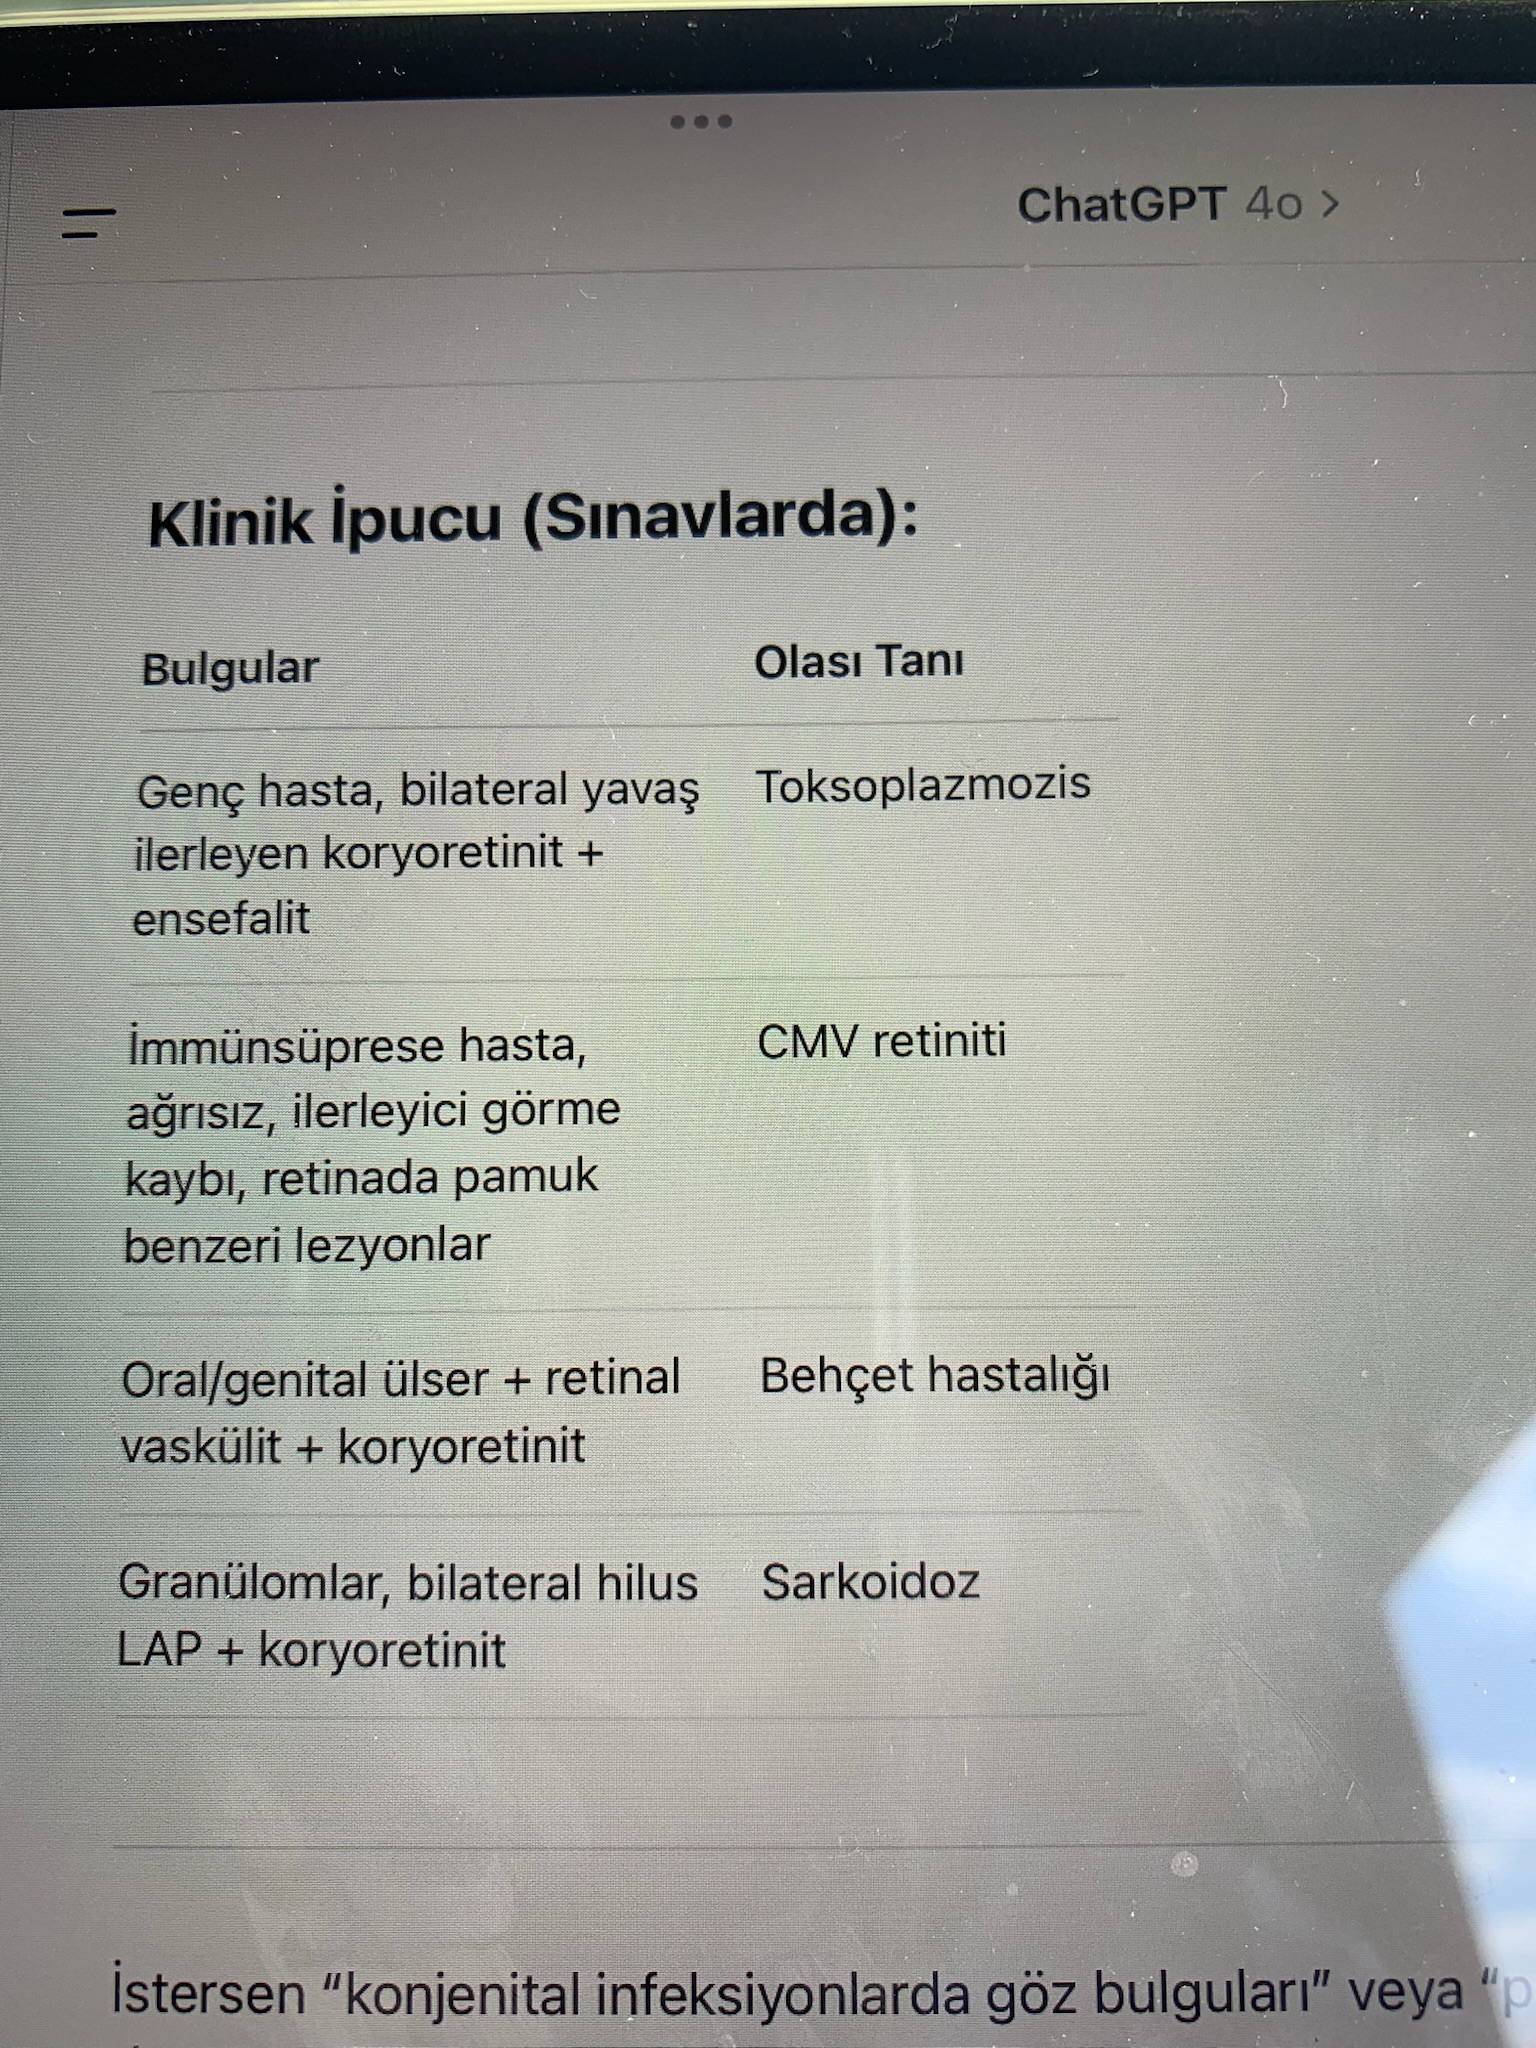 ChatGPT 4o >
Klinik İpucu (Sınavlarda):
Bulgular
Olası Tanı
Genç hasta, bilateral yavaş
ilerleyen koryoretinit +
ensefalit
Toksoplazmozis
İmmünsüprese hasta,
ağrısız, ilerleyici görme
kaybı, retinada pamuk
benzeri lezyonlar
CMV retiniti
Oral/genital ülser + retinal
vaskülit + koryoretinit
Behçet hastalığı
Granülomlar, bilateral hilus
LAP + koryoretinit
Sarkoidoz
İstersen “konjenital infeksiyonlarda göz bulguları” veya “p